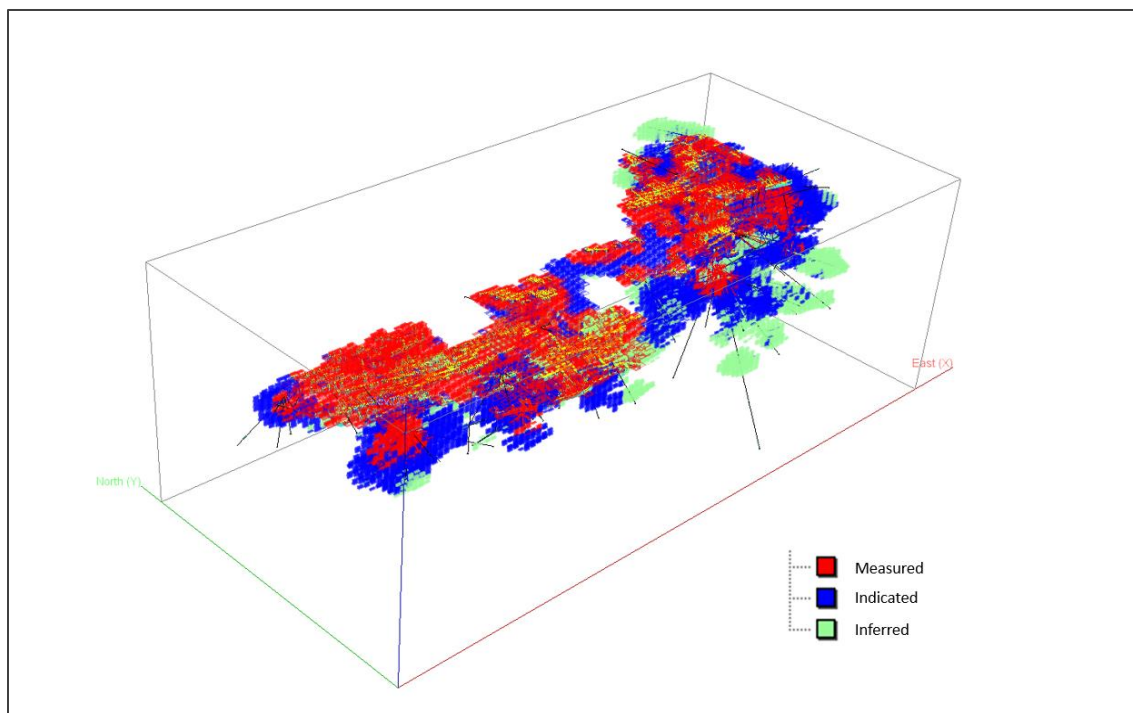 East (X)
North (Y)
Measured
Indicated
Inferred